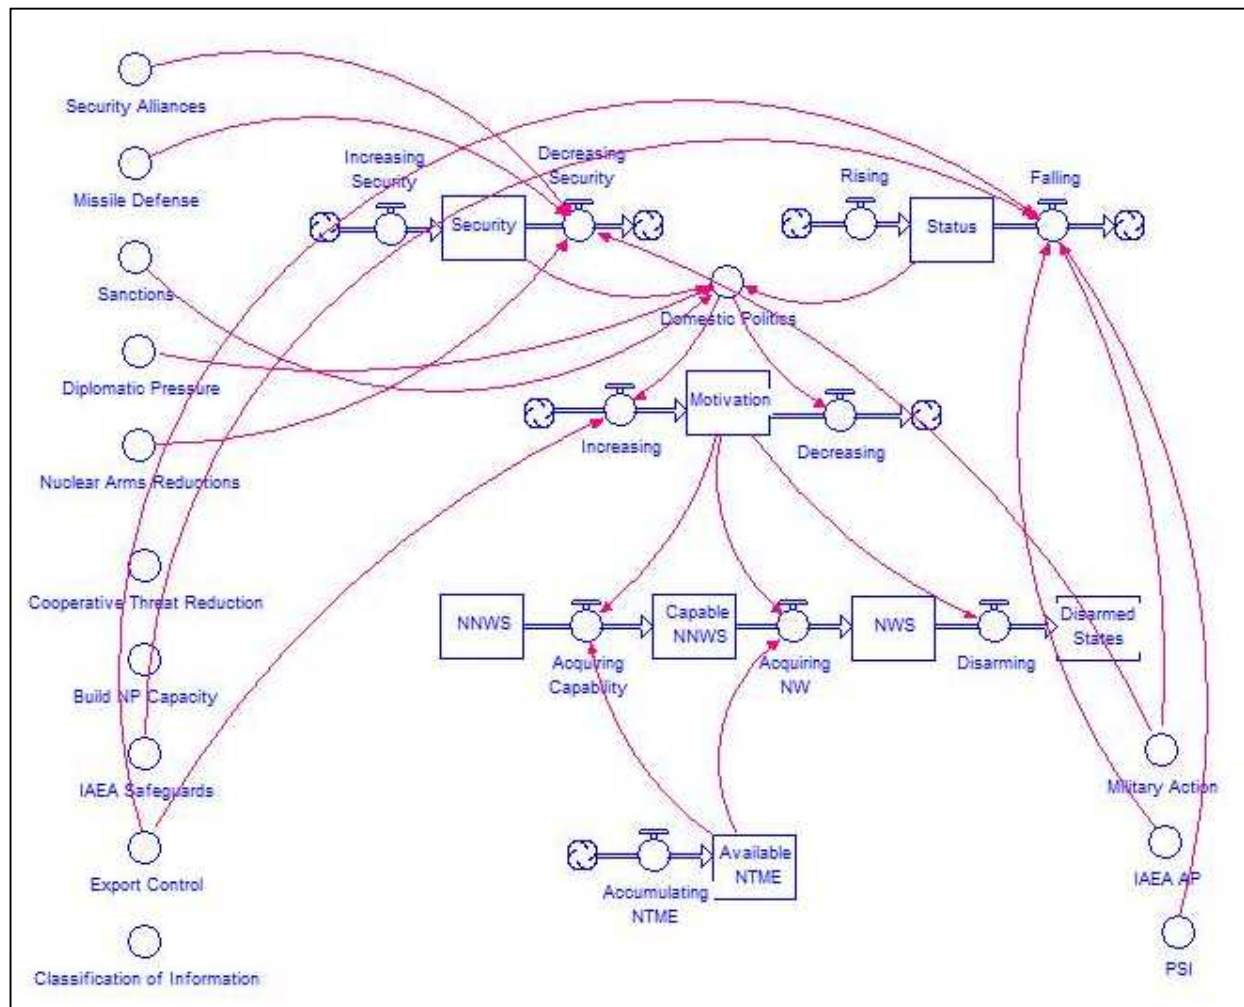 Security Alliances
Increasing
Security
Decreasing
Security
Rising
Falling
Missile Defense
Security
Status
Sanctions
Domestic Politics
Diplomatic Pressure
Motivation
Increasing
Decreasing
Nuclear Arms Reductions
Cooperative Threat Reduction
NNWS
Capable
NNWS
NWS
Disarmed
States
Acquiring
Capability
Acquiring
NW
Disarming
Build NP Capacity
IAEA Safeguards
Military Action
Available
NTME
Accumulating
NTME
Export Control
IAEA AP
Classification of Information
PSI